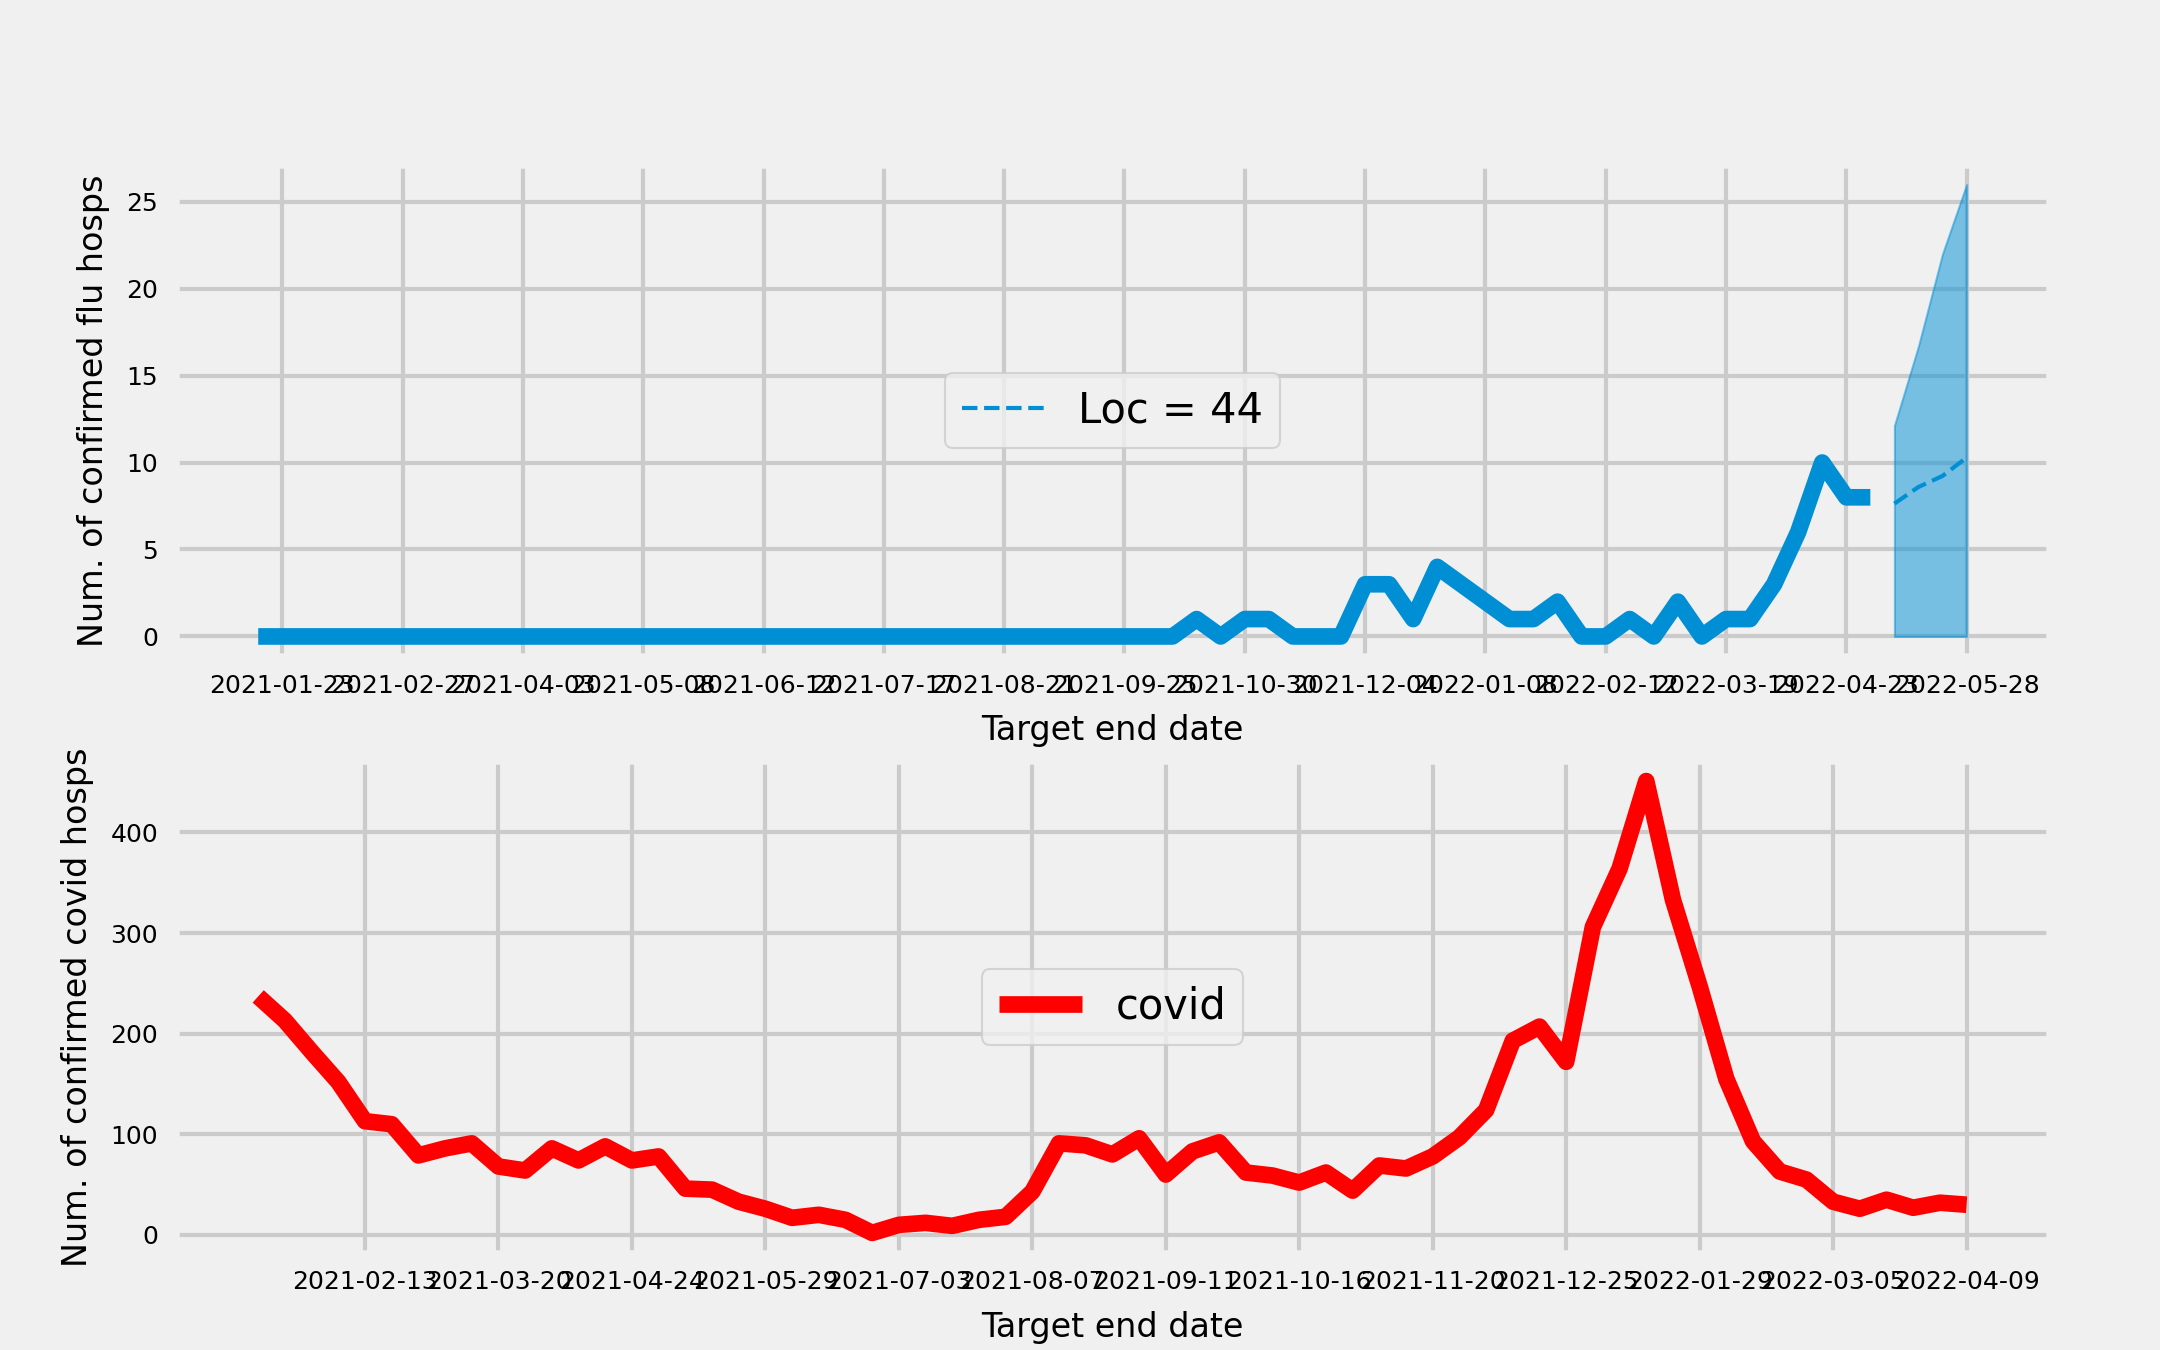 Num. of confirmed flu hosps
25
20
15
10
5
0
Loc = 44
2021-01-23 2021-02-27 2021-04-03 2021-05-08 2021-06-12 2021-07-17 2021-08-21 2021-09-25 2021-10-30 2021-12-04 2022-01-08 2022-02-12 2022-03-19 2022-04-23 2022-05-28
Target end date
Num. of confirmed covid hosps
400
300
200
100
0
covid
2021-02-13 2021-03-20 2021-04-24 2021-05-29 2021-07-03 2021-08-07 2021-09-11 2021-10-16 2021-11-20 2021-12-25 2022-01-29 2022-03-05 2022-04-09
Target end date